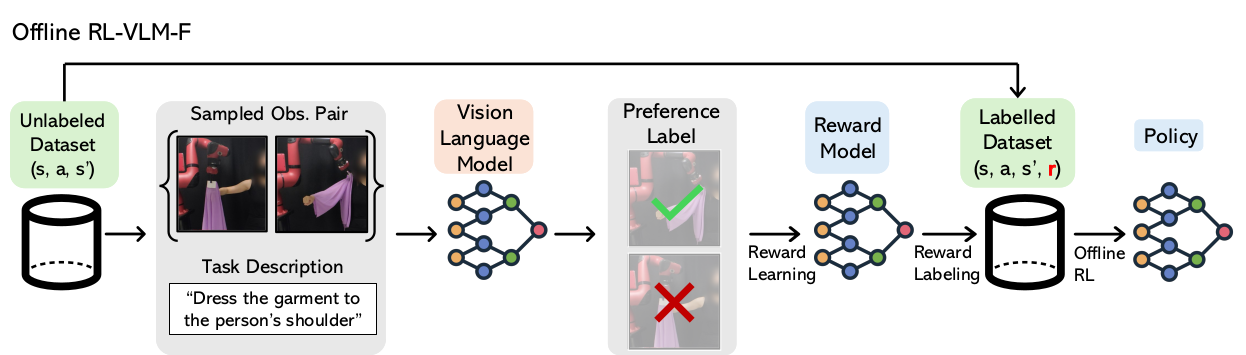 Offline RL-VLM-F
Unlabeled
Dataset
(s, a, s’)
Sampled Obs. Pair
Task Description
“Dress the garment to
the person’s shoulder”
Vision
Language
Model
Preference
Label
Reward
Learning
Reward
Model
Reward
Labeling
Labelled
Dataset
(s, a, s’, r)
Offline
RL
Policy